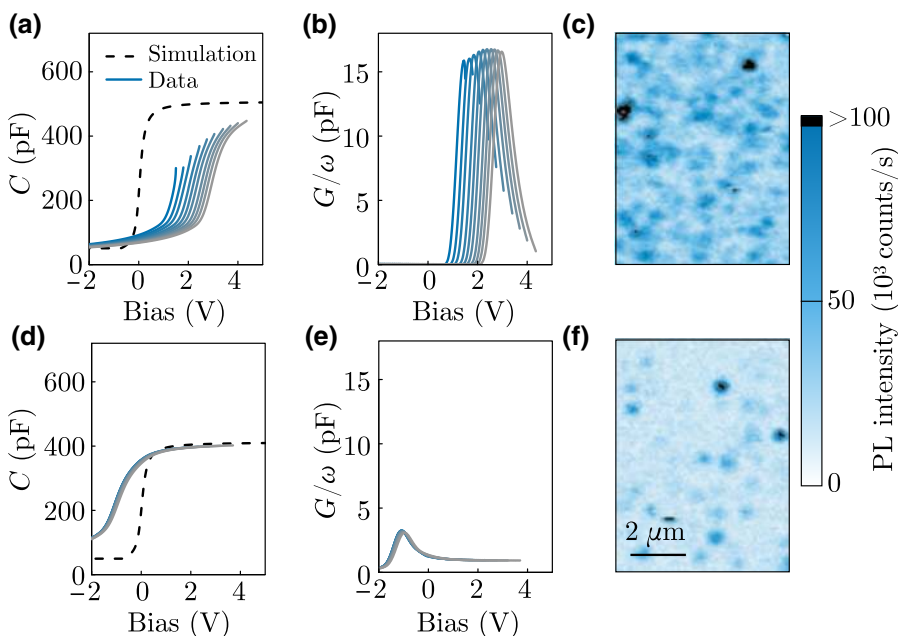 (a)
600
400
200
0
C (pF)
−2
0
2
4
Bias (V)
Simulation
Data
(b)
15
10
5
0
G/ω (pF)
−2
0
2
4
Bias (V)
(c)
>100
50
0
PL intensity (10³ counts/s)
(d)
600
400
200
0
C (pF)
−2
0
2
4
Bias (V)
(e)
15
10
5
0
G/ω (pF)
−2
0
2
4
Bias (V)
(f)
2 μm